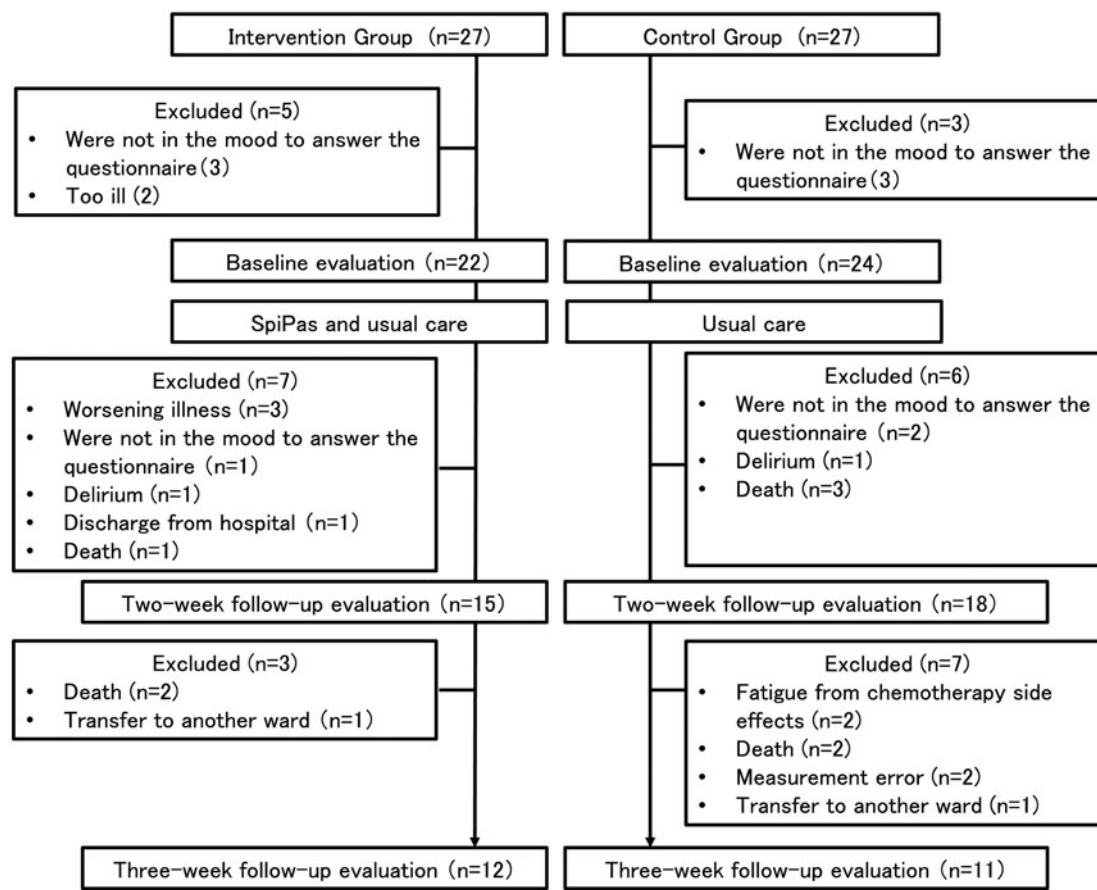 Intervention Group (n=27)
Control Group (n=27)
Excluded (n=5)
• Were not in the mood to answer the
questionnaire(3)
• Too ill (2)
Excluded (n=3)
• Were not in the mood to answer the
questionnaire(3)
Baseline evaluation (n=22)
Baseline evaluation (n=24)
SpiPas and usual care
Usual care
Excluded (n=7)
• Worsening illness (n=3)
• Were not in the mood to answer the
questionnaire (n=1)
• Delirium (n=1)
• Discharge from hospital (n=1)
• Death (n=1)
Excluded (n=6)
• Were not in the mood to answer the
questionnaire (n=2)
• Delirium (n=1)
• Death (n=3)
Two-week follow-up evaluation (n=15)
Two-week follow-up evaluation (n=18)
Excluded (n=3)
• Death (n=2)
• Transfer to another ward (n=1)
Excluded (n=7)
• Fatigue from chemotherapy side
effects (n=2)
• Death (n=2)
• Measurement error (n=2)
• Transfer to another ward (n=1)
Three-week follow-up evaluation (n=12)
Three-week follow-up evaluation (n=11)